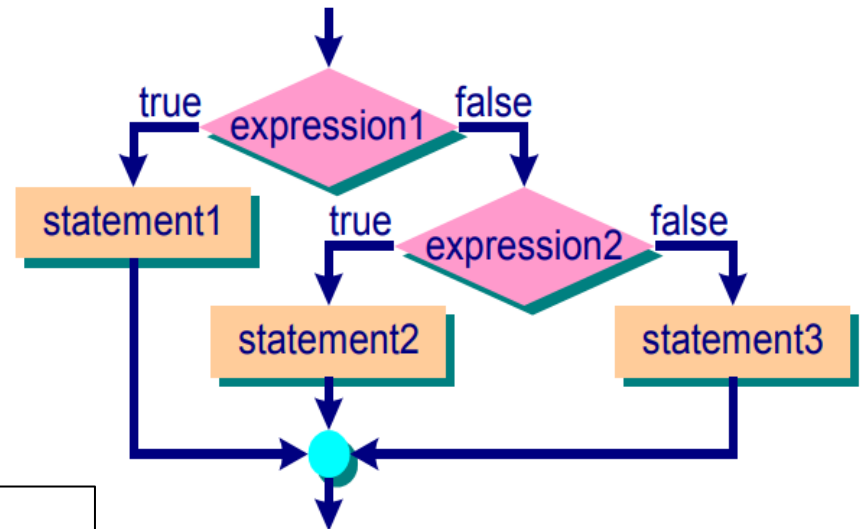 true
false
expression1
statement1
true
false
expression2
statement2
statement3